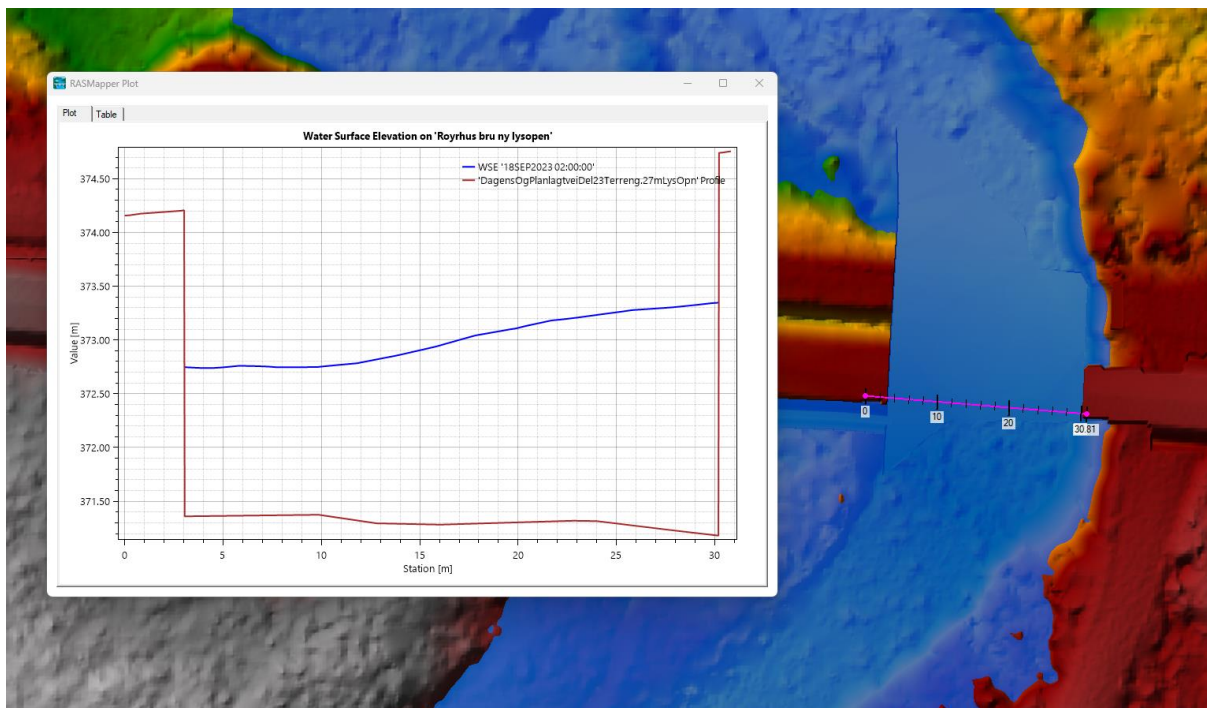 RASMapper Plot
Plot Table
Water Surface Elevation on 'Royrhus bru ny lysopen'
WSE '18SEP2023 02:00:00'
'DagensOgPlanlagtveiDel23Terreng.27mLysOpn' Profile
Value [m]
374.50
374.00
373.50
373.00
372.50
372.00
371.50
0 5 10 15 20 25 30
Station [m]
0 10 20 30.81